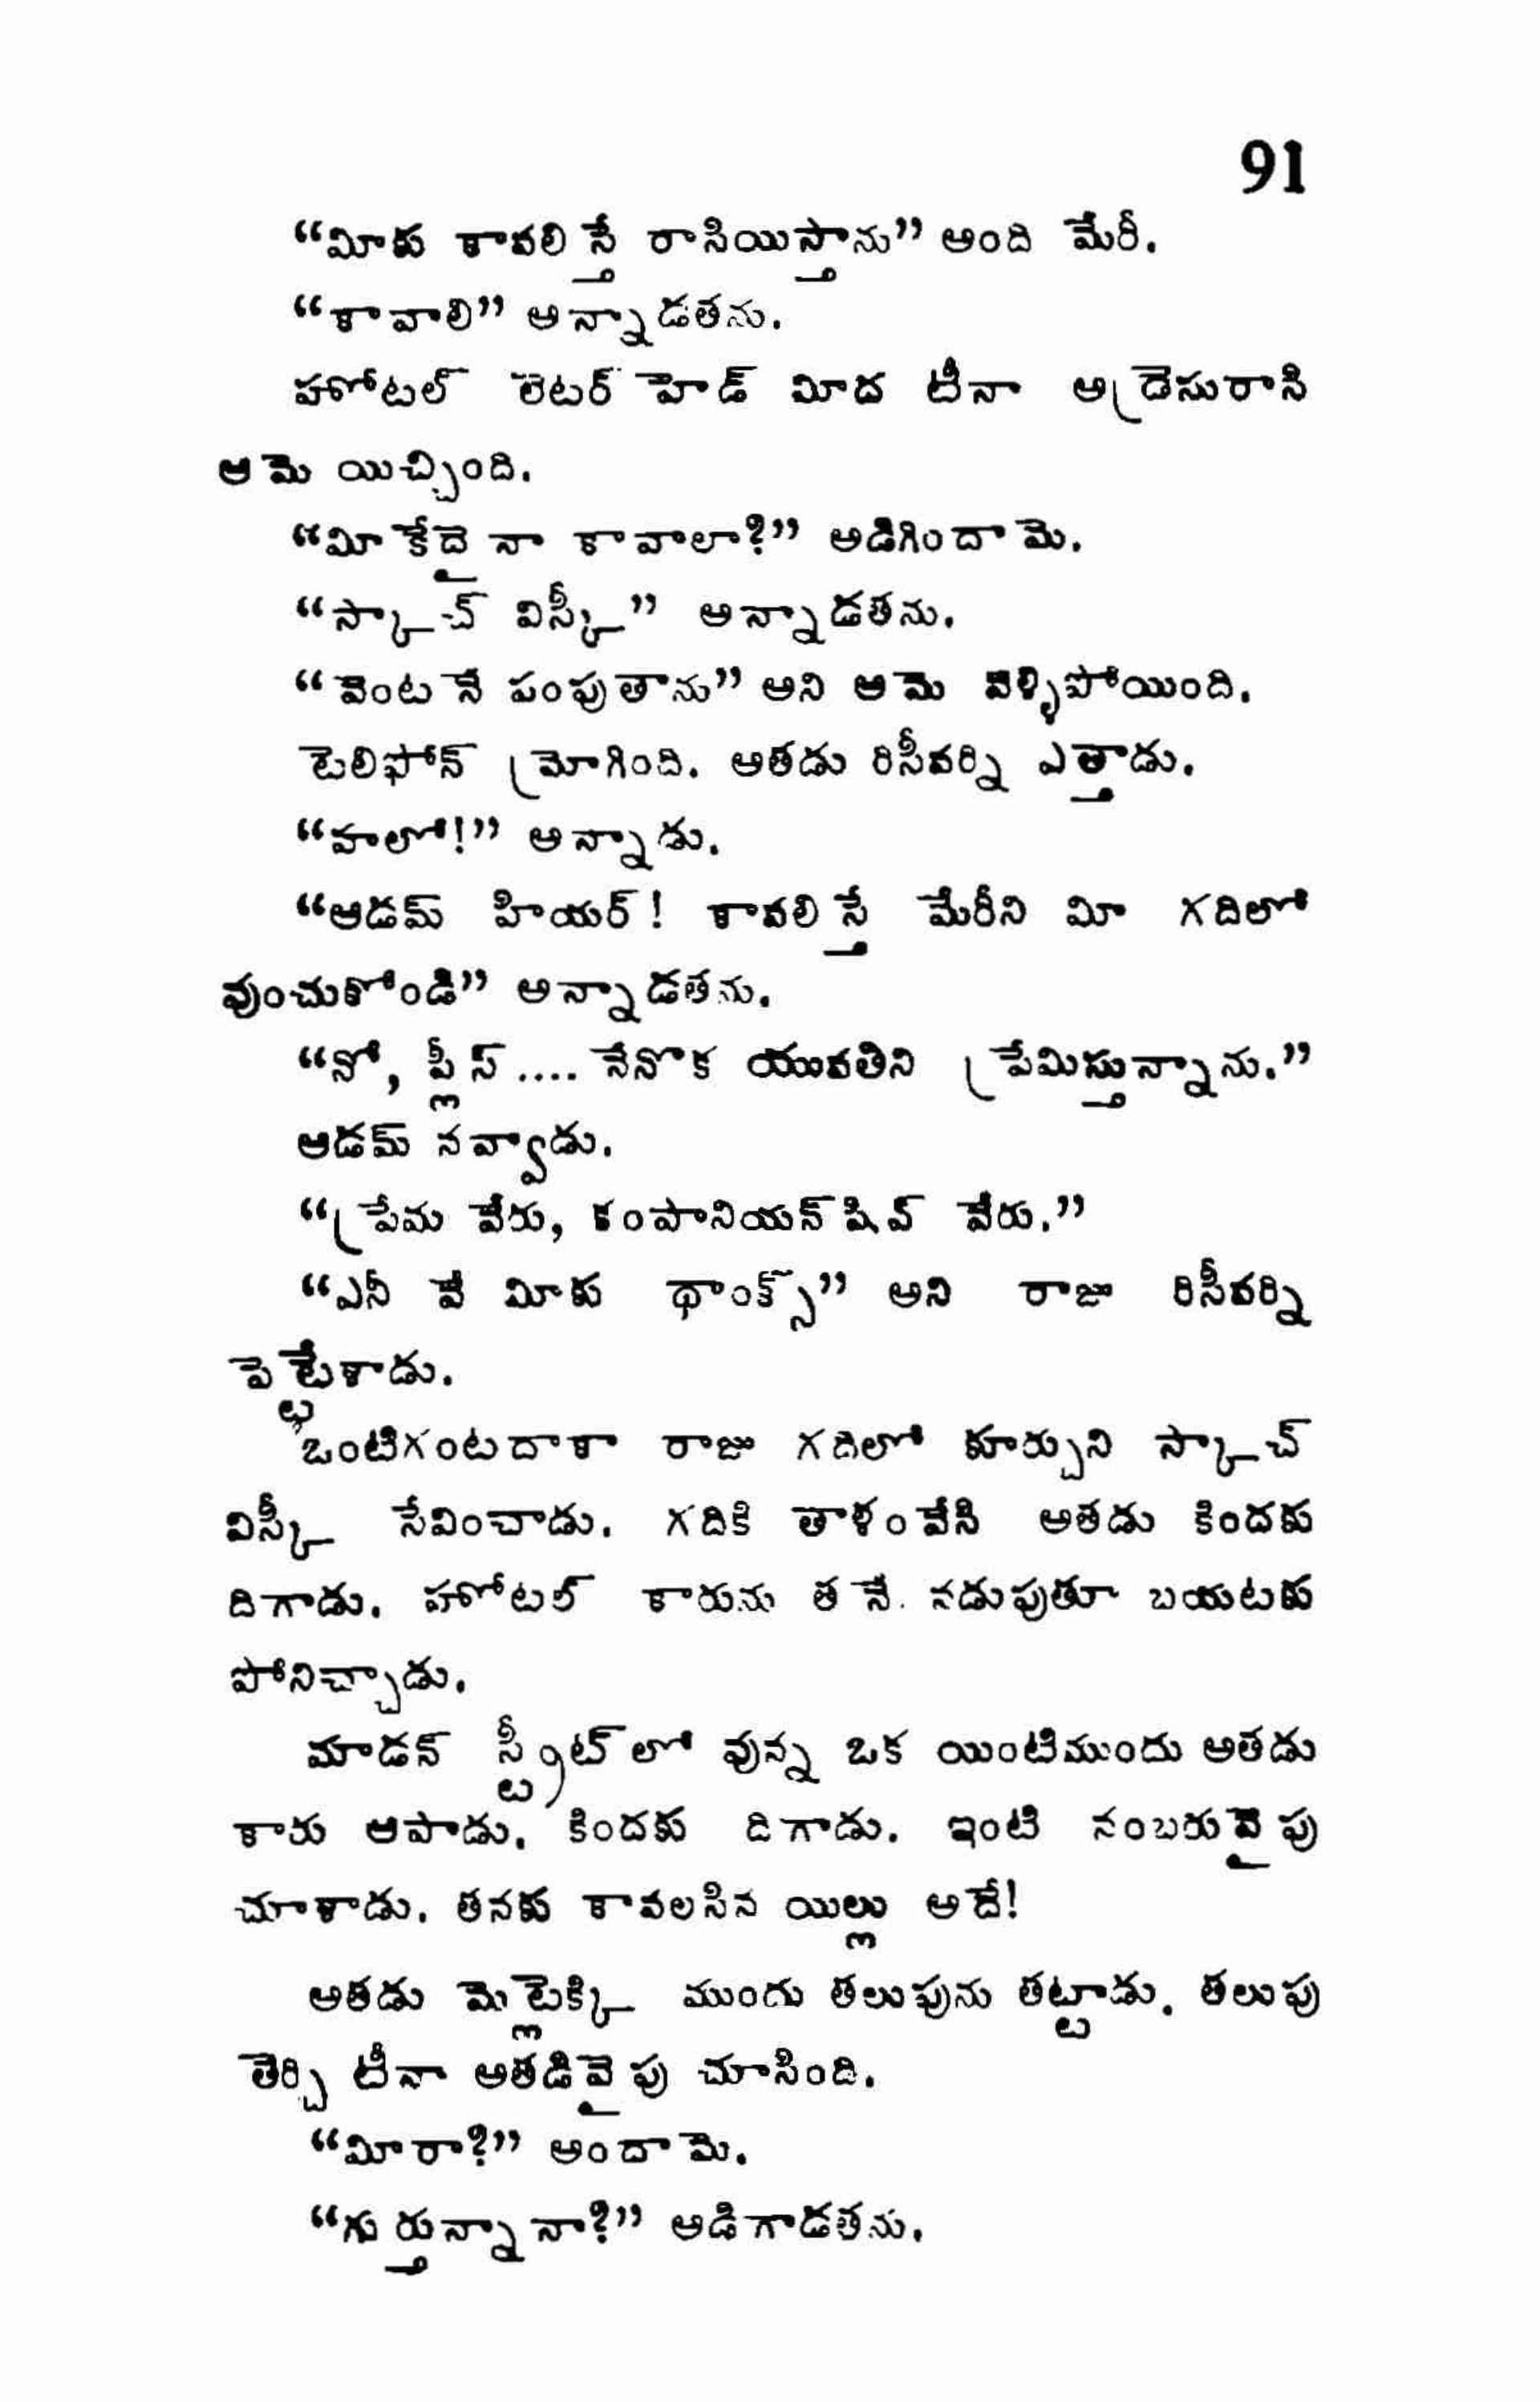 91
“మీకు కావలిస్తే రాసియిస్తాను” అంది మేరీ.
“కావాలి” అన్నాడతను.
హోటల్ లెటర్ హెడ్ మీద టీనా అడ్రెసురాసి
ఆమె యిచ్చింది.
“మీకేదైనా కావాలా?” అడిగిందామె.
“స్కాచ్ విస్కీ” అన్నాడతను.
“వెంటనే పంపుతాను” అని ఆమె వెళ్ళిపోయింది.
టెలిఫోన్ మ్రోగింది. అతడు రిసీవర్ని ఎత్తాడు.
“హలో!” అన్నాడు.
“ఆడమ్ హియర్! కావలిస్తే మేరీని మీ గదిలో
వుంచుకోండి” అన్నాడతను.
“నో, ప్లీస్.... నేనొక యువతిని ప్రేమిస్తున్నాను.”
ఆడమ్ నవ్వాడు.
“ప్రేమ వేరు, కంపానియన్‌షివ్ వేరు.”
“ఎనీ వే మీకు థాంక్స్” అని రాజు రిసీవర్ని
పెట్టేశాడు.
ఒంటిగంటదాకా రాజు గదిలో కూర్చుని స్కాచ్
విస్కీ సేవించాడు. గదికి తాళంవేసి అతడు కిందకు
దిగాడు. హోటల్ కారును తనే నడుపుతూ బయటకు
పోనిచ్చాడు.
మాడన్ స్ట్రీట్‌లో వున్న ఒక యింటిముందు అతడు
కారు ఆపాడు. కిందకు దిగాడు. ఇంటి నంబరువైపు
చూశాడు. తనకు కావలసిన యిల్లు అదే!
అతడు మెట్లెక్కి ముందు తలుపును తట్టాడు. తలుపు
తెర్చి టీనా అతడివైపు చూసింది.
“మీరా?” అందామె.
“గుర్తున్నానా?” అడిగాడతను.